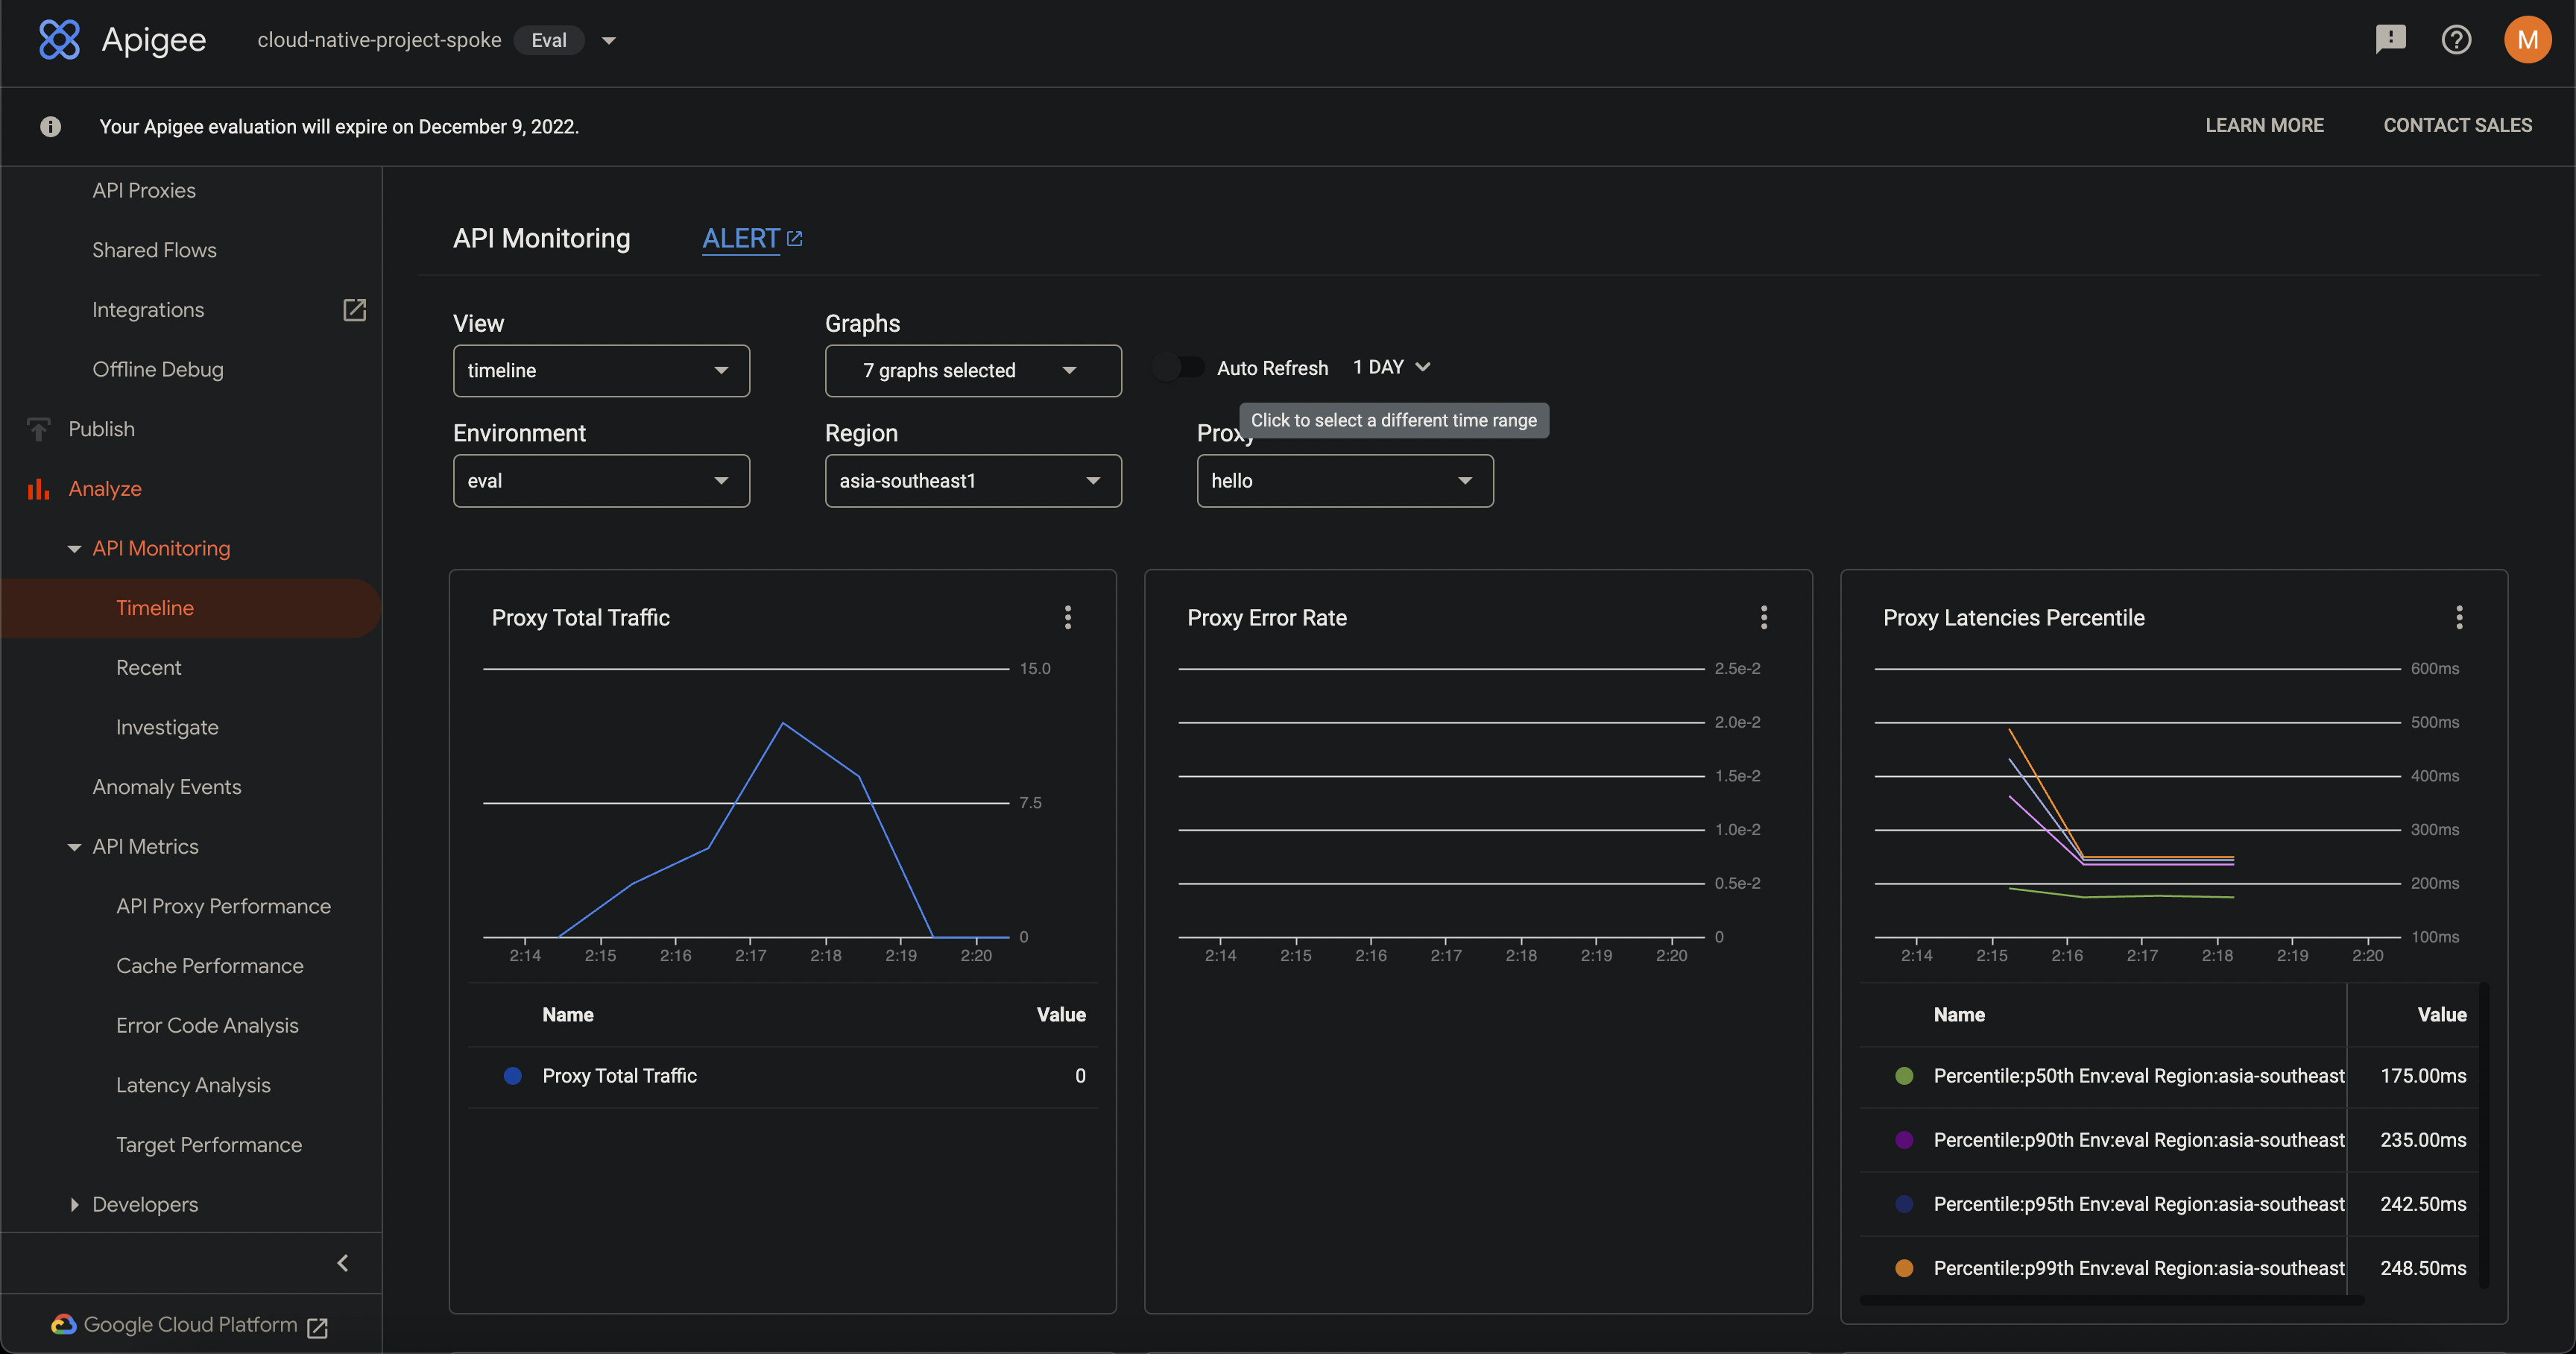 Apigee
cloud-native-project-spoke Eval
M
Your Apigee evaluation will expire on December 9, 2022.
LEARN MORE
CONTACT SALES
API Proxies
Shared Flows
Integrations
Offline Debug
Publish
Analyze
API Monitoring
Timeline
Recent
Investigate
Anomaly Events
API Metrics
API Proxy Performance
Cache Performance
Error Code Analysis
Latency Analysis
Target Performance
Developers
Google Cloud Platform
API Monitoring
ALERT
View
timeline
Graphs
7 graphs selected
Auto Refresh
1 DAY
Click to select a different time range
Environment
eval
Region
asia-southeast1
Proxy
hello
Proxy Total Traffic
15.0
7.5
0
2:14 2:15 2:16 2:17 2:18 2:19 2:20
Name Value
Proxy Total Traffic 0
Proxy Error Rate
2.5e-2
2.0e-2
1.5e-2
1.0e-2
0.5e-2
0
2:14 2:15 2:16 2:17 2:18 2:19 2:20
Proxy Latencies Percentile
600ms
500ms
400ms
300ms
200ms
100ms
2:14 2:15 2:16 2:17 2:18 2:19 2:20
Name Value
Percentile:p50th Env:eval Region:asia-southeast 175.00ms
Percentile:p90th Env:eval Region:asia-southeast 235.00ms
Percentile:p95th Env:eval Region:asia-southeast 242.50ms
Percentile:p99th Env:eval Region:asia-southeast 248.50ms